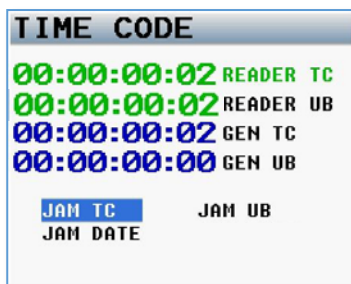 TIME CODE
00:00:00:02 READER TC
00:00:00:02 READER UB
00:00:00:02 GEN TC
00:00:00:00 GEN UB
JAM TC JAM UB
JAM DATE